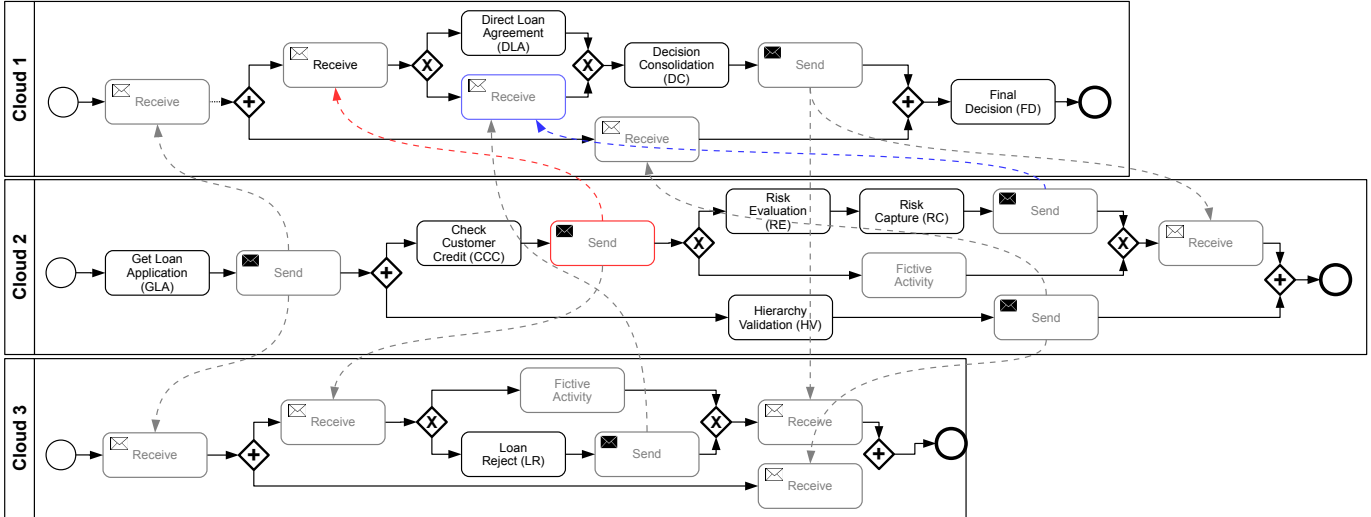 Cloud 1
Receive
Receive
Direct Loan
Agreement
(DLA)
Receive
Decision
Consolidation
(DC)
Send
Receive
Final
Decision (FD)
Cloud 2
Get Loan
Application
(GLA)
Send
Check
Customer
Credit (CCC)
Send
Risk
Evaluation
(RE)
Risk
Capture (RC)
Send
Fictive
Activity
Receive
Hierarchy
Validation (HV)
Send
Cloud 3
Receive
Receive
Fictive
Activity
Loan
Reject (LR)
Send
Receive
Receive